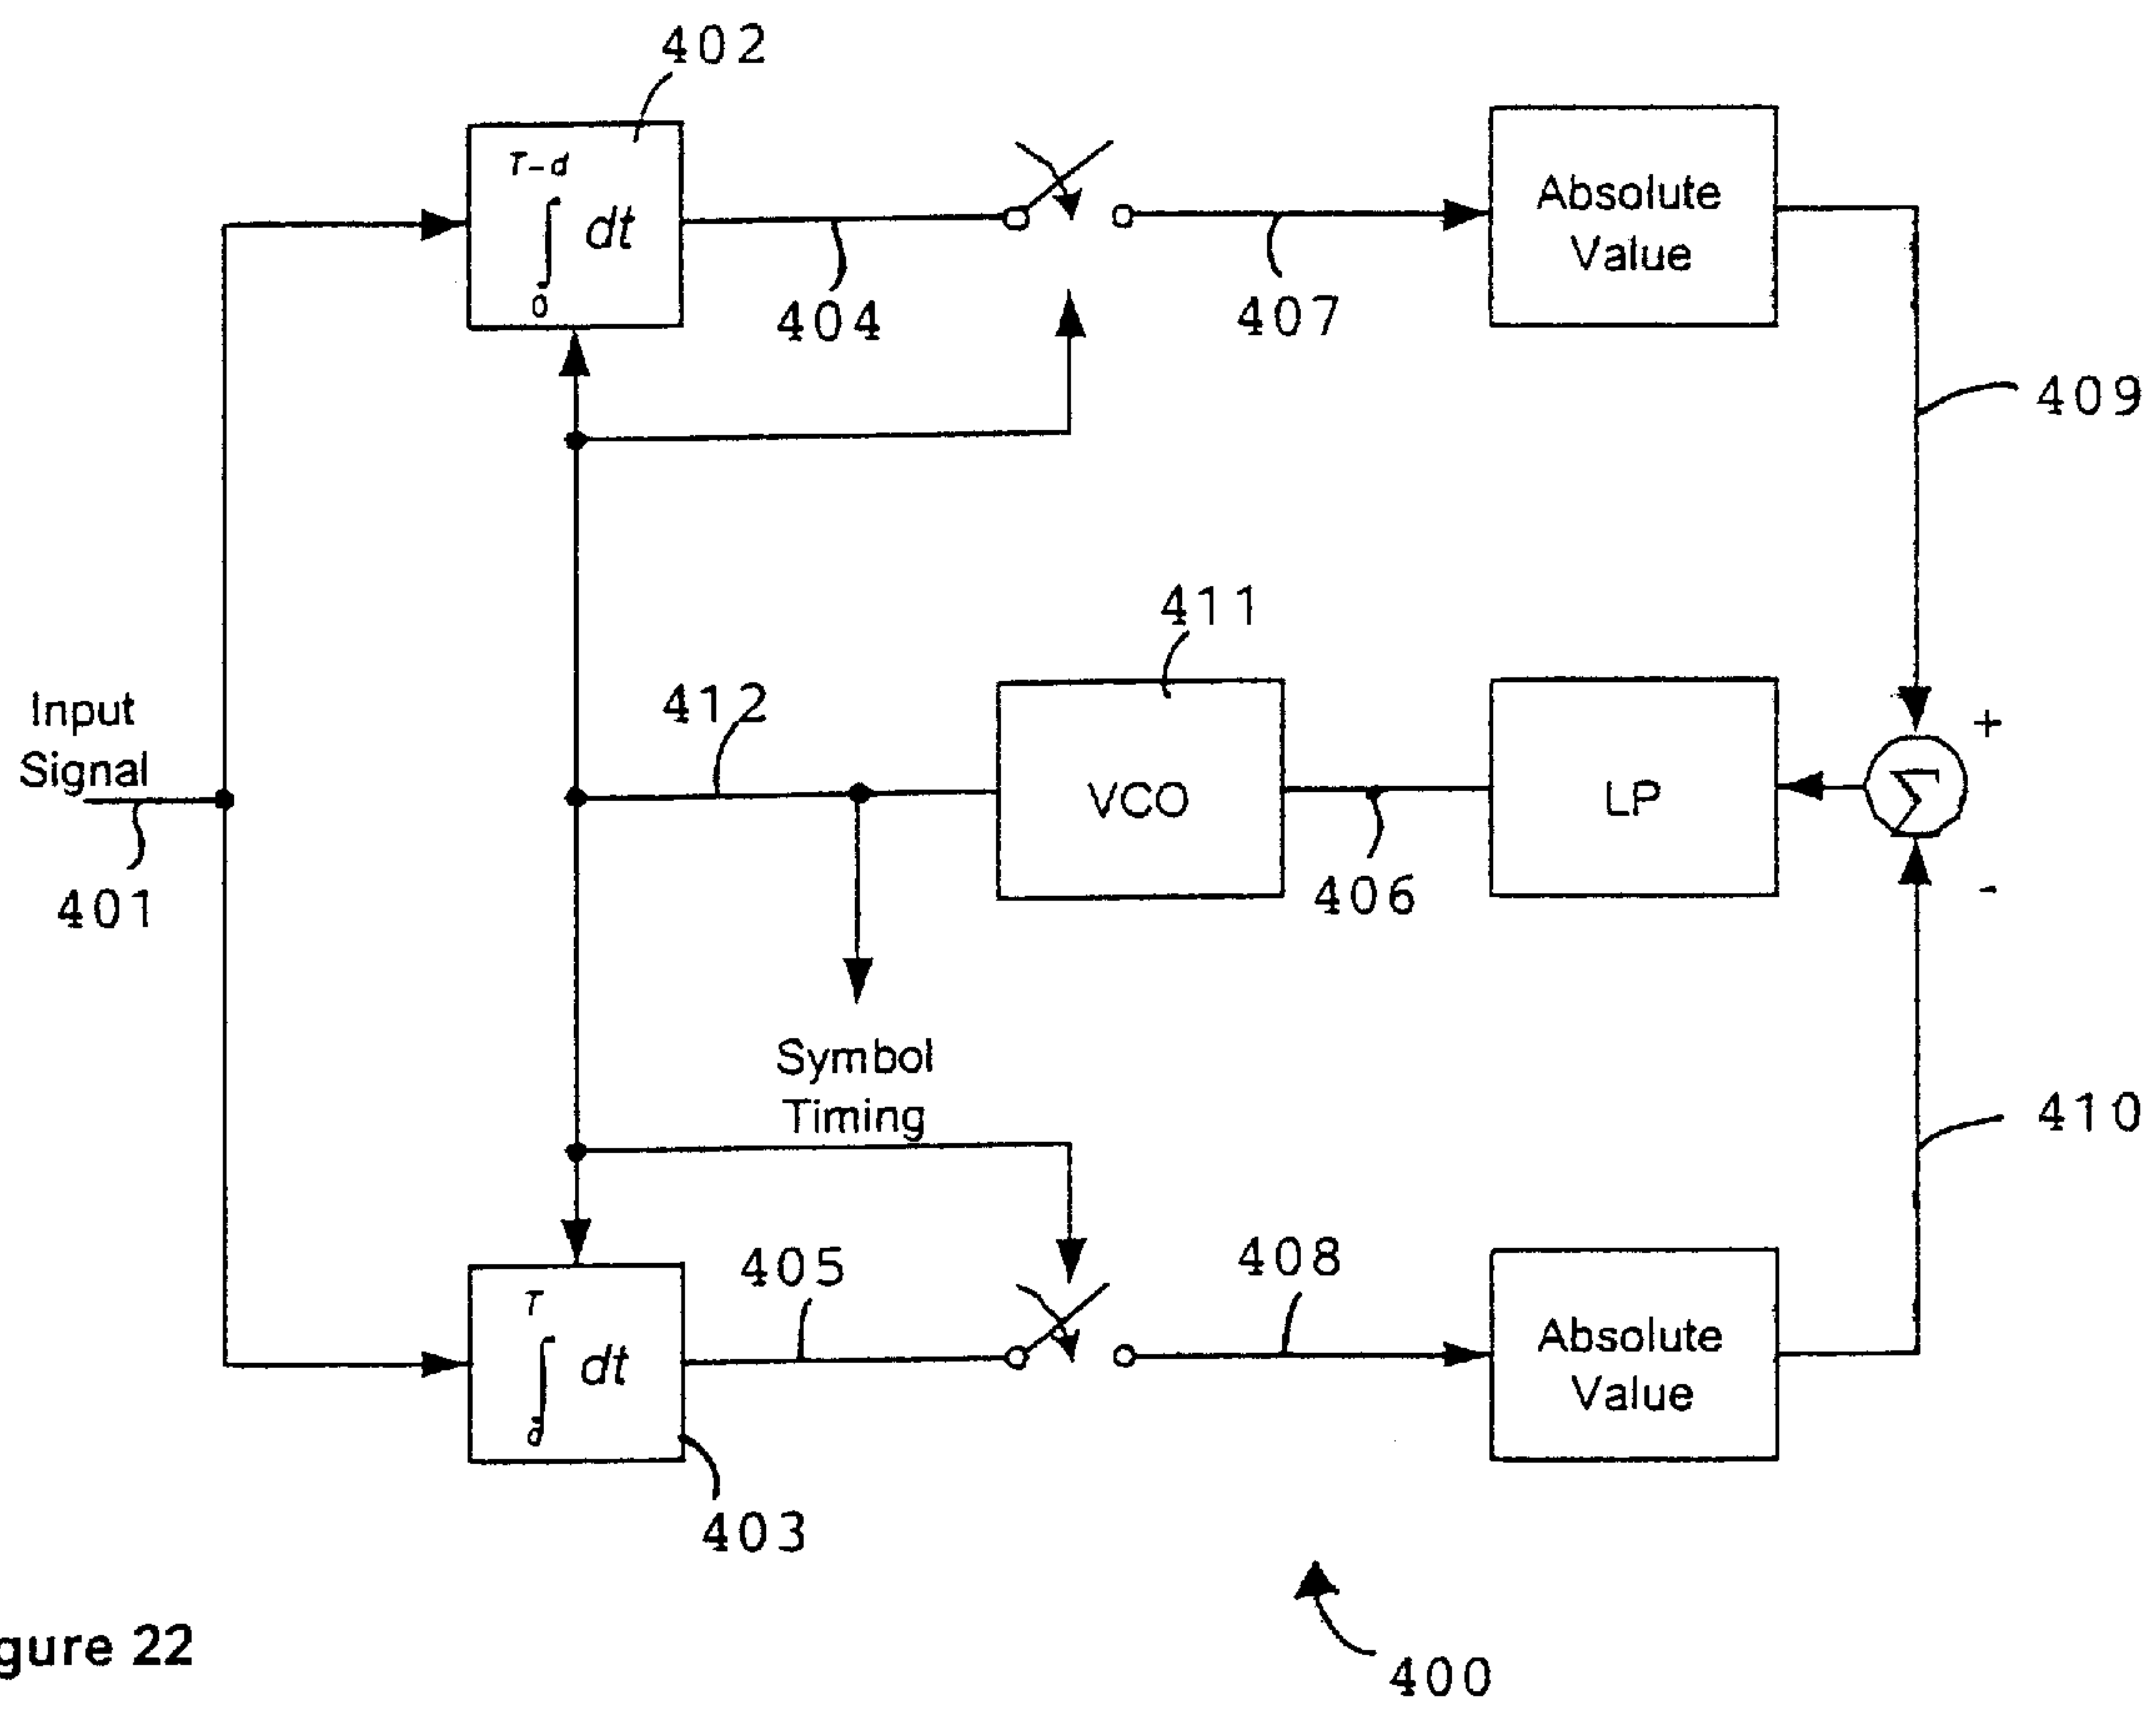 402
T-d
∫ dt
0
Absolute
Value
404
407
409
411
412
Input
Signal
VCO
LP
+
Σ
-
401
406
Symbol
Timing
410
405
408
T
∫ dt
d
Absolute
Value
403
gure 22
400